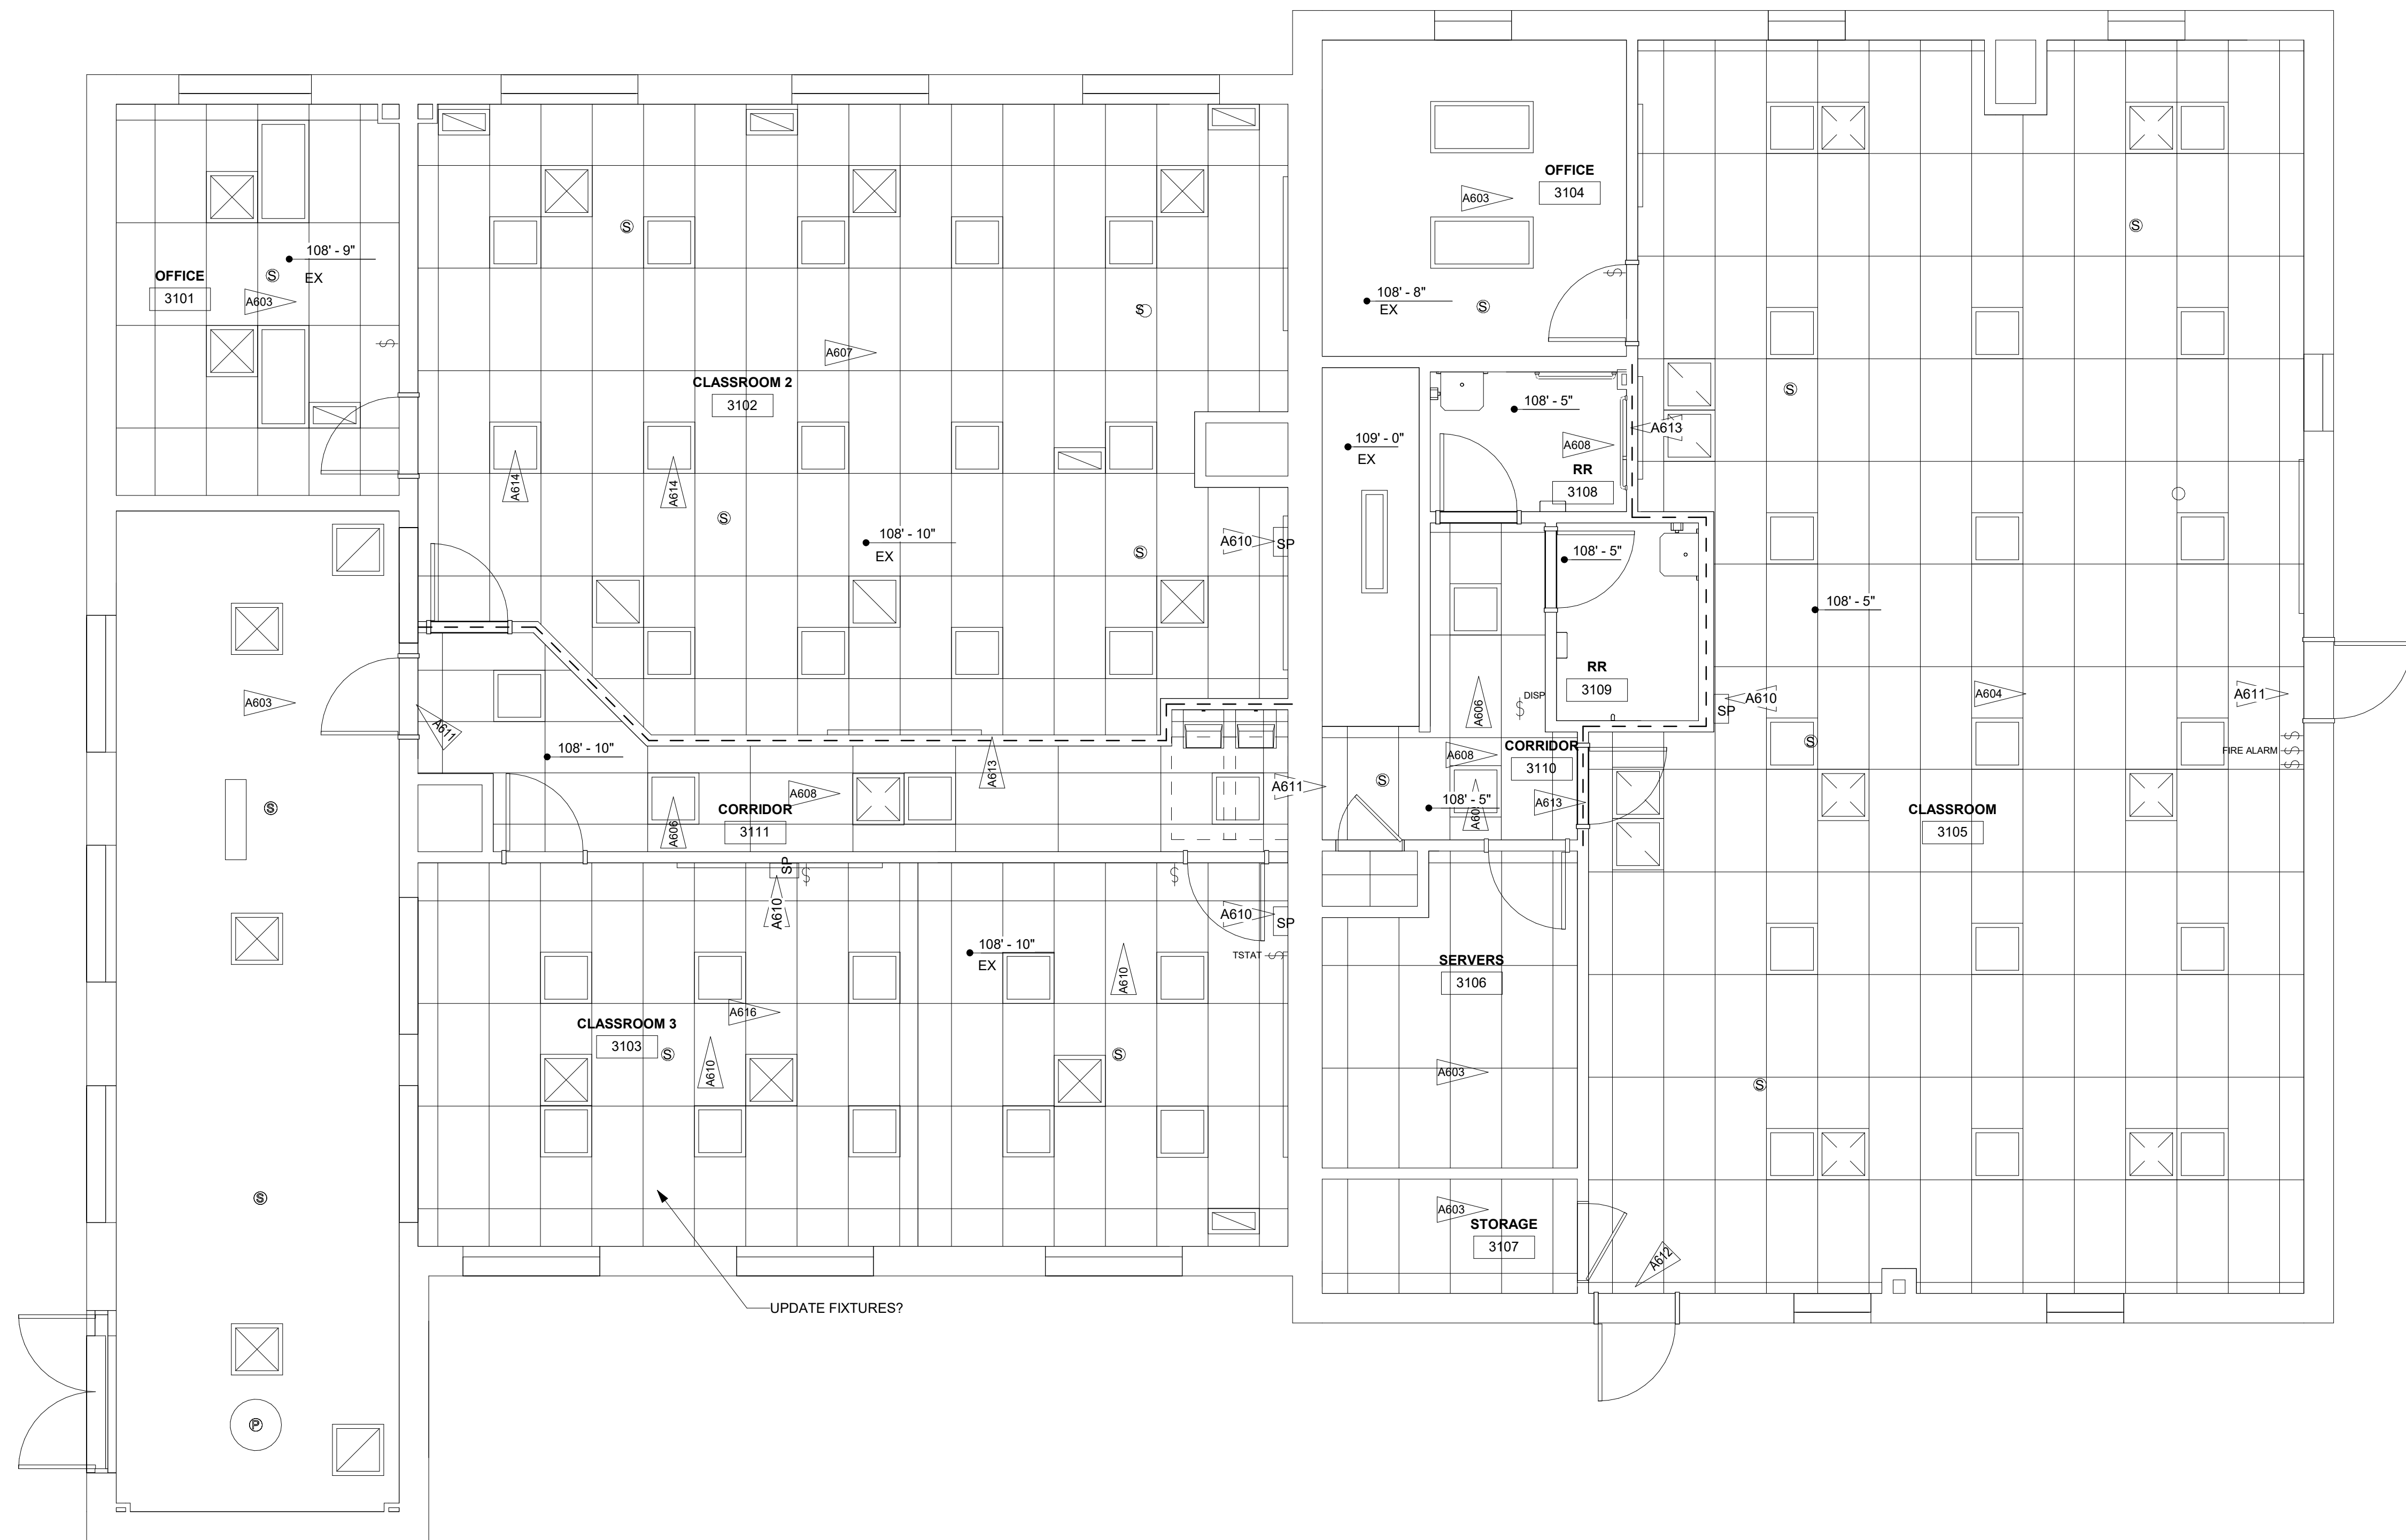 OFFICE
3104
A603
108' - 8"
EX
S
$
S
108' - 9"
EX
OFFICE
3101
S
A603
$
S
S
A607
CLASSROOM 2
3102
A614
A614
S
108' - 10"
EX
S
A610
SP
109' - 0"
EX
108' - 5"
A608
RR
3108
A613
S
108' - 5"
RR
3109
DISP
$
A606
108' - 5"
A603
A611
108' - 10"
A613
A608
CORRIDOR
3111
A606
A611
S
S
A608
CORRIDOR
3110
108' - 5"
A613
SP
A610
S
A604
A611
$
FIRE ALARM
$
$
CLASSROOM
3105
SP
$
A610
$
A610
SP
TSTAT
$
108' - 10"
EX
A610
A616
CLASSROOM 3
3103
S
A610
S
SERVERS
3106
A603
S
A603
STORAGE
3107
A612
S
UPDATE FIXTURES?
P